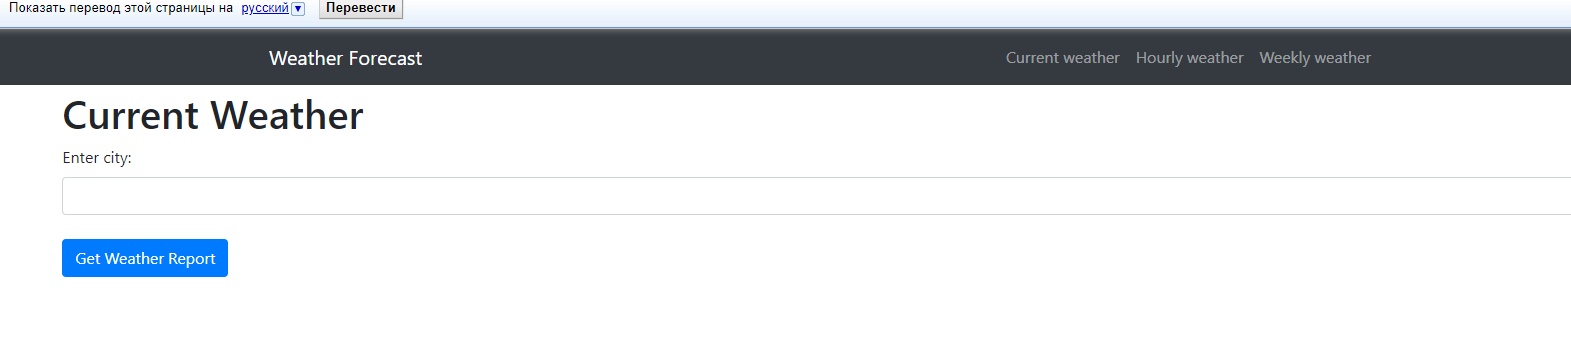 Показать перевод этой страницы на русский Перевести
Weather Forecast Current weather Hourly weather Weekly weather
Current Weather
Enter city:
Get Weather Report